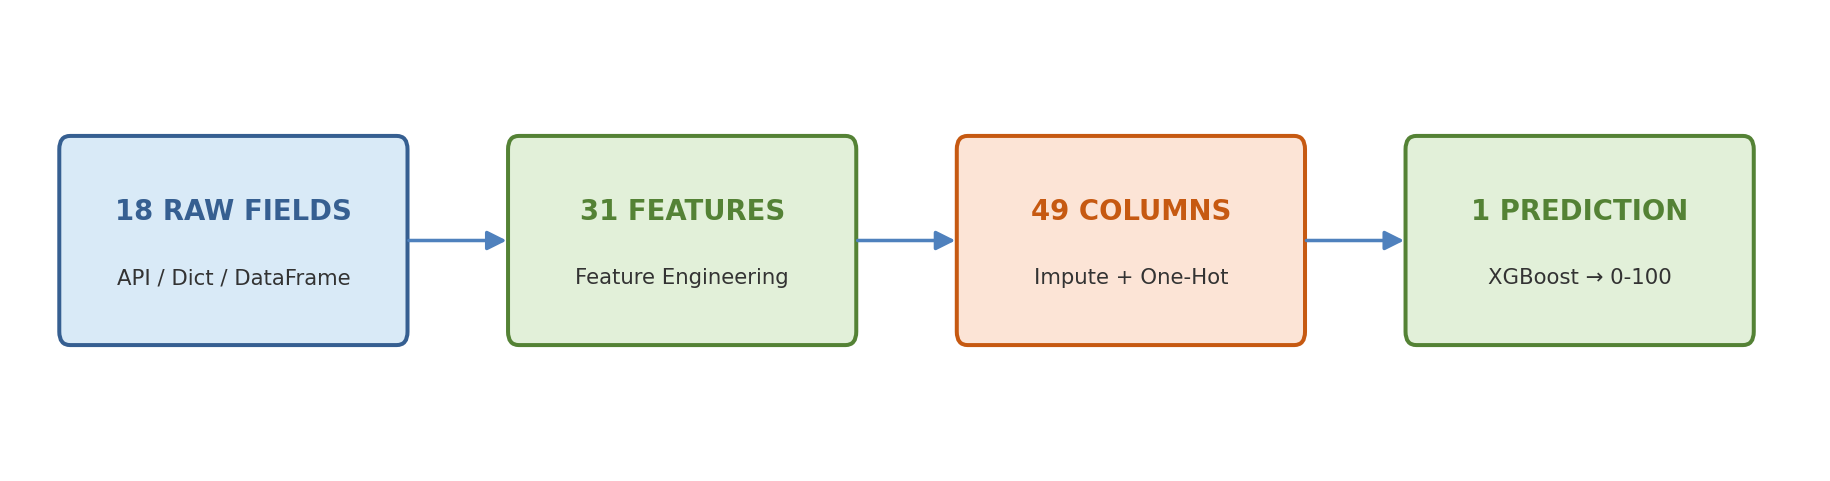 18 RAW FIELDS
API / Dict / DataFrame
31 FEATURES
Feature Engineering
49 COLUMNS
Impute + One-Hot
1 PREDICTION
XGBoost → 0-100